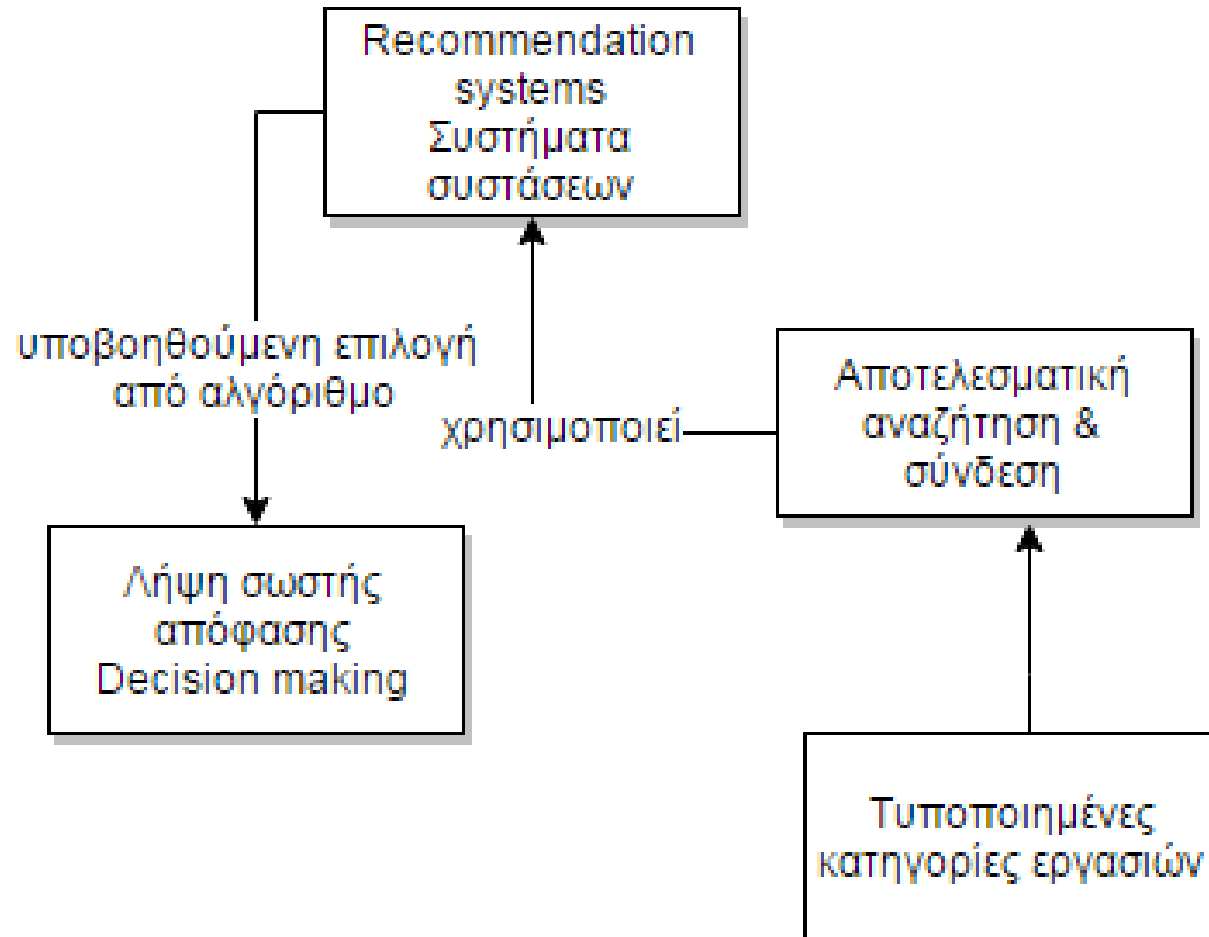 Recommendation
systems
Συστήματα
συστάσεων
υποβοηθούμενη επιλογή
από αλγόριθμο
χρησιμοποιεί
Αποτελεσματική
αναζήτηση &
σύνδεση
Λήψη σωστής
απόφασης
Decision making
Τυποποιημένες
κατηγορίες εργασιών